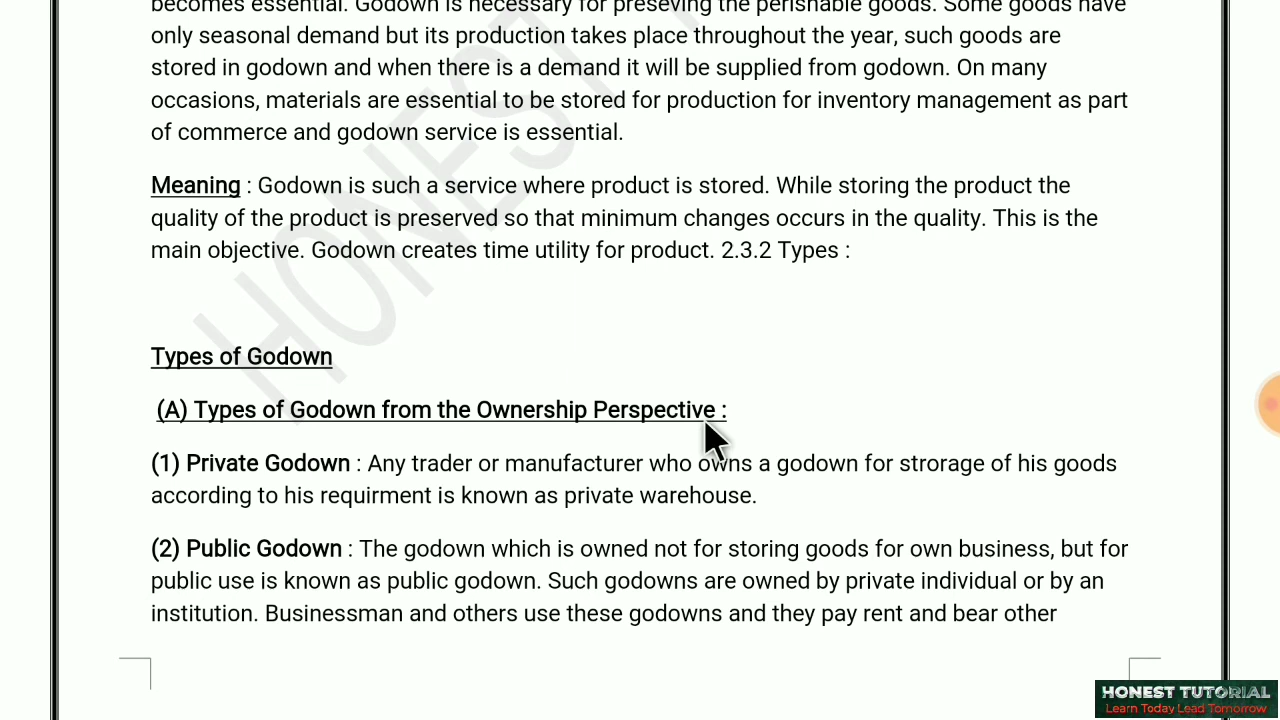 becomes essential. Godown is necessary for preseving the perishable goods. Some goods have
only seasonal demand but its production takes place throughout the year, such goods are
stored in godown and when there is a demand it will be supplied from godown. On many
occasions, materials are essential to be stored for production for inventory management as part
of commerce and godown service is essential.
Meaning : Godown is such a service where product is stored. While storing the product the
quality of the product is preserved so that minimum changes occurs in the quality. This is the
main objective. Godown creates time utility for product. 2.3.2 Types :
Types of Godown
(A) Types of Godown from the Ownership Perspective :
(1) Private Godown : Any trader or manufacturer who owns a godown for strorage of his goods
according to his requirment is known as private warehouse.
(2) Public Godown : The godown which is owned not for storing goods for own business, but for
public use is known as public godown. Such godowns are owned by private individual or by an
institution. Businessman and others use these godowns and they pay rent and bear other
HONEST
HONEST TUTORIAL
Learn Today Lead Tomorrow